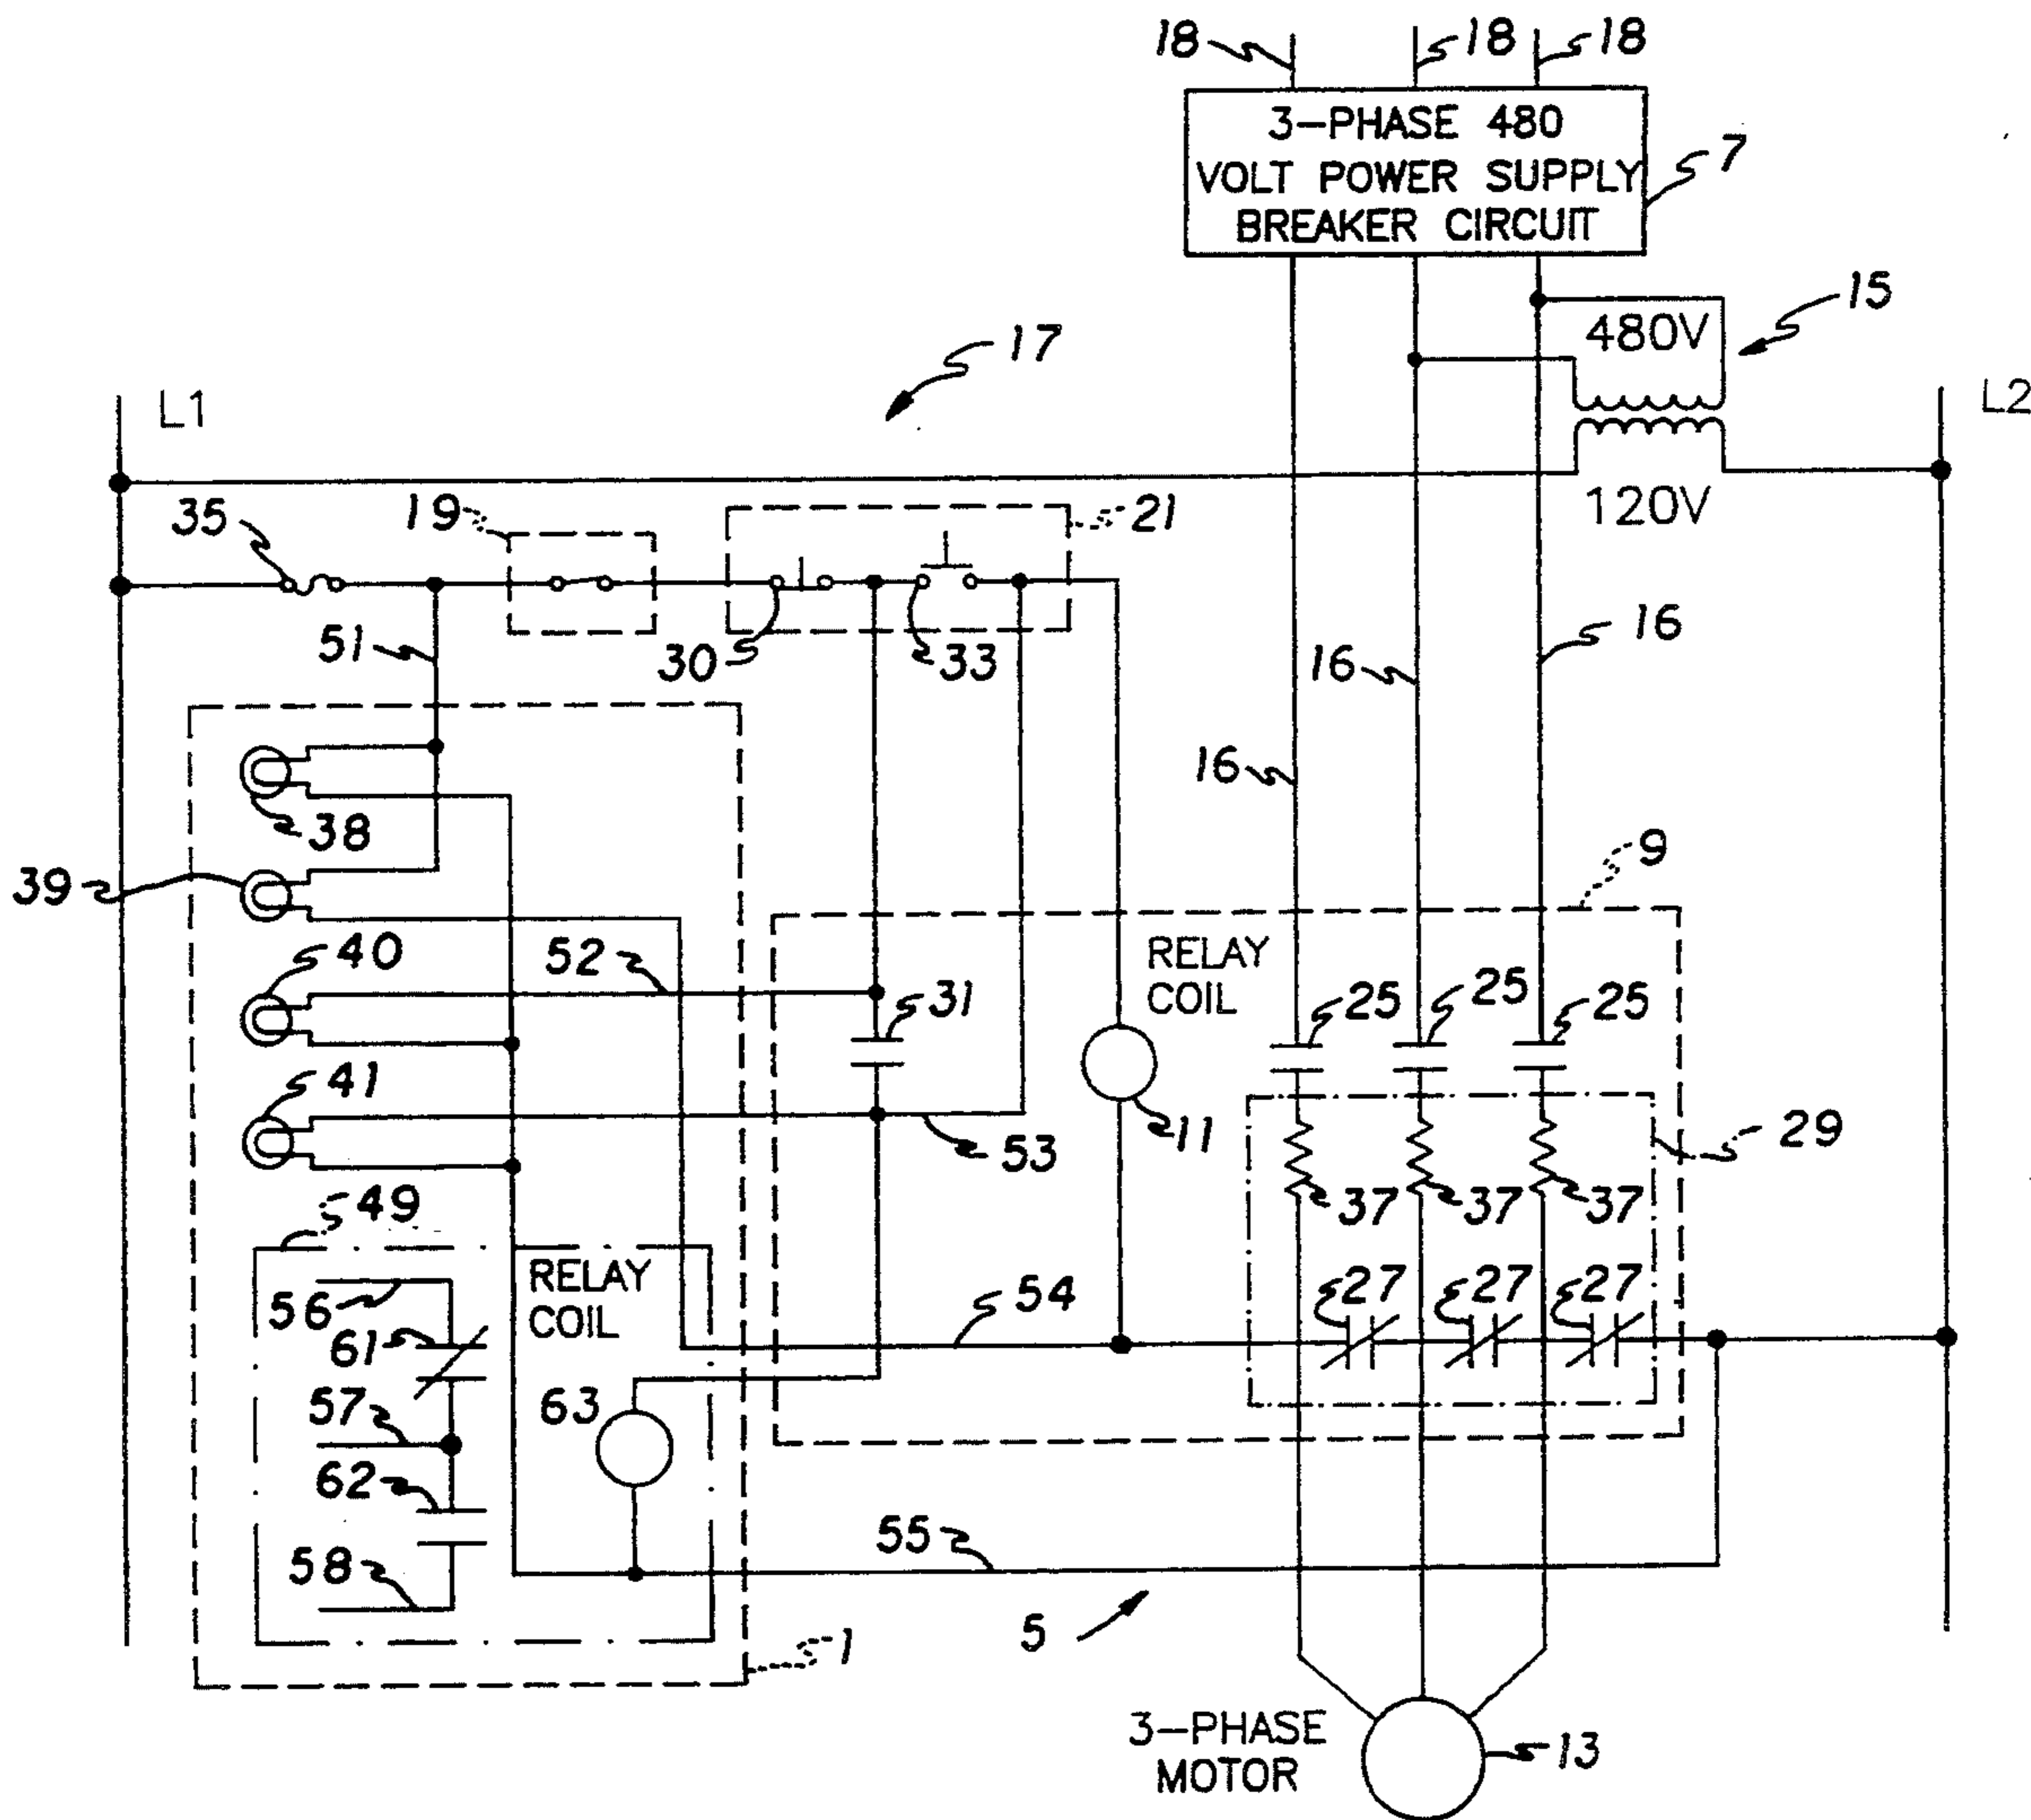 18 18 18
3-PHASE 480
VOLT POWER SUPPLY
BREAKER CIRCUIT
7
15
480V
17
L1
L2
120V
35
19
21
30
33
51
16
16
16
38
39
9
40
52
RELAY
COIL
31
25 25 25
41
11
53
29
37 37 37
49
RELAY
COIL
56
54
27 27 27
61
63
57
62
55
58
5
1
3-PHASE
MOTOR
13